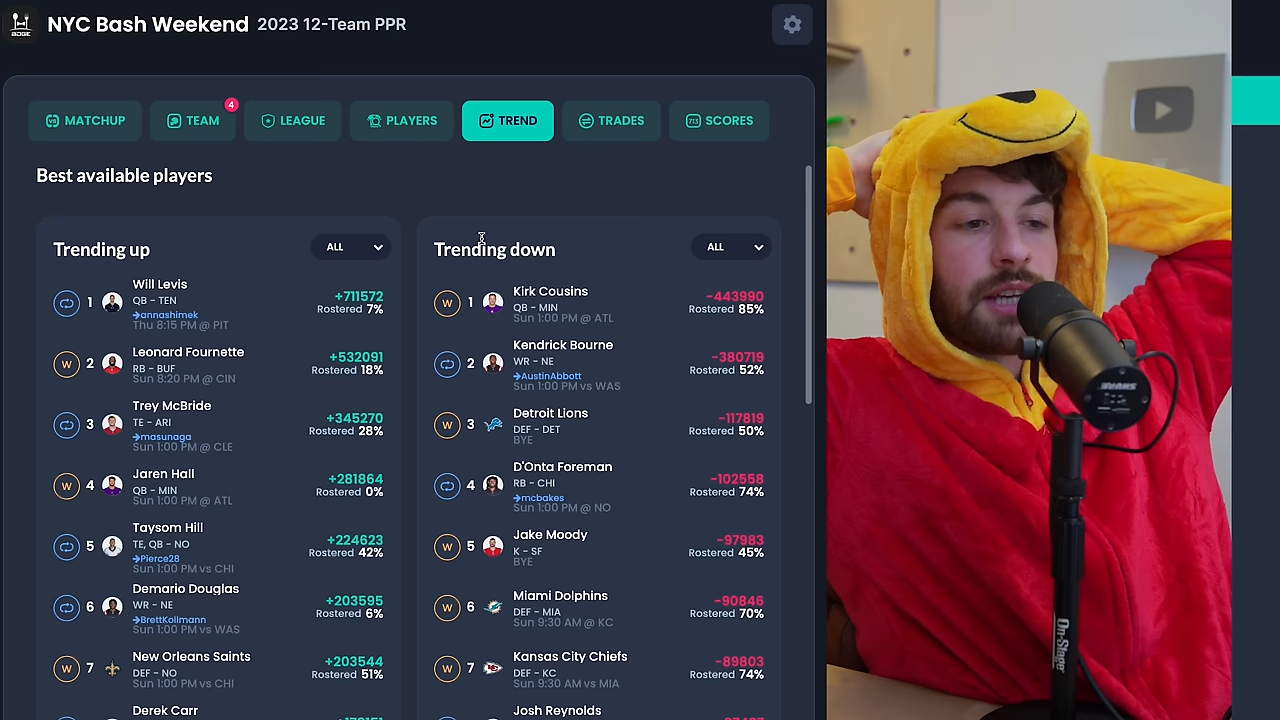 BDGE
NYC Bash Weekend 2023 12-Team PPR
MATCHUP
TEAM
4
LEAGUE
PLAYERS
TREND
TRADES
SCORES
Best available players
Trending up
ALL
W 1 Will Levis
QB - TEN
annashimek
Thu 8:15 PM @ PIT
+711572
Rostered 7%
W 2 Leonard Fournette
RB - BUF
Sun 8:20 PM @ CIN
+532091
Rostered 18%
3 Trey McBride
TE - ARI
masunaga
Sun 1:00 PM @ CLE
+345270
Rostered 28%
W 4 Jaren Hall
QB - MIN
Sun 1:00 PM @ ATL
+281864
Rostered 0%
5 Taysom Hill
TE, QB - NO
Pierce28
Sun 1:00 PM vs CHI
+224623
Rostered 42%
6 Demario Douglas
WR - NE
BrettKollmann
Sun 1:00 PM vs WAS
+203595
Rostered 6%
W 7 New Orleans Saints
DEF - NO
Sun 1:00 PM vs CHI
+203544
Rostered 51%
Derek Carr
Trending down
ALL
W 1 Kirk Cousins
QB - MIN
Sun 1:00 PM @ ATL
-443990
Rostered 85%
2 Kendrick Bourne
WR - NE
AustinAbbott
Sun 1:00 PM vs WAS
-380719
Rostered 52%
W 3 Detroit Lions
DEF - DET
BYE
-117819
Rostered 50%
4 D'Onta Foreman
RB - CHI
mcbakes
Sun 1:00 PM @ NO
-102558
Rostered 74%
W 5 Jake Moody
K - SF
BYE
-97983
Rostered 45%
W 6 Miami Dolphins
DEF - MIA
Sun 9:30 AM @ KC
-90846
Rostered 70%
W 7 Kansas City Chiefs
DEF - KC
Sun 9:30 AM vs MIA
-89803
Rostered 74%
Josh Reynolds
On-Stage